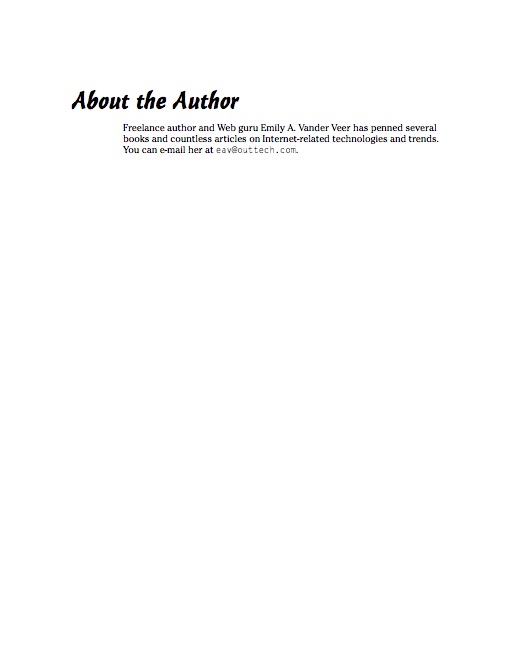 About the Author
Freelance author and Web guru Emily A. Vander Veer has penned several
books and countless articles on Internet-related technologies and trends.
You can e-mail her at eav@outtech.com.